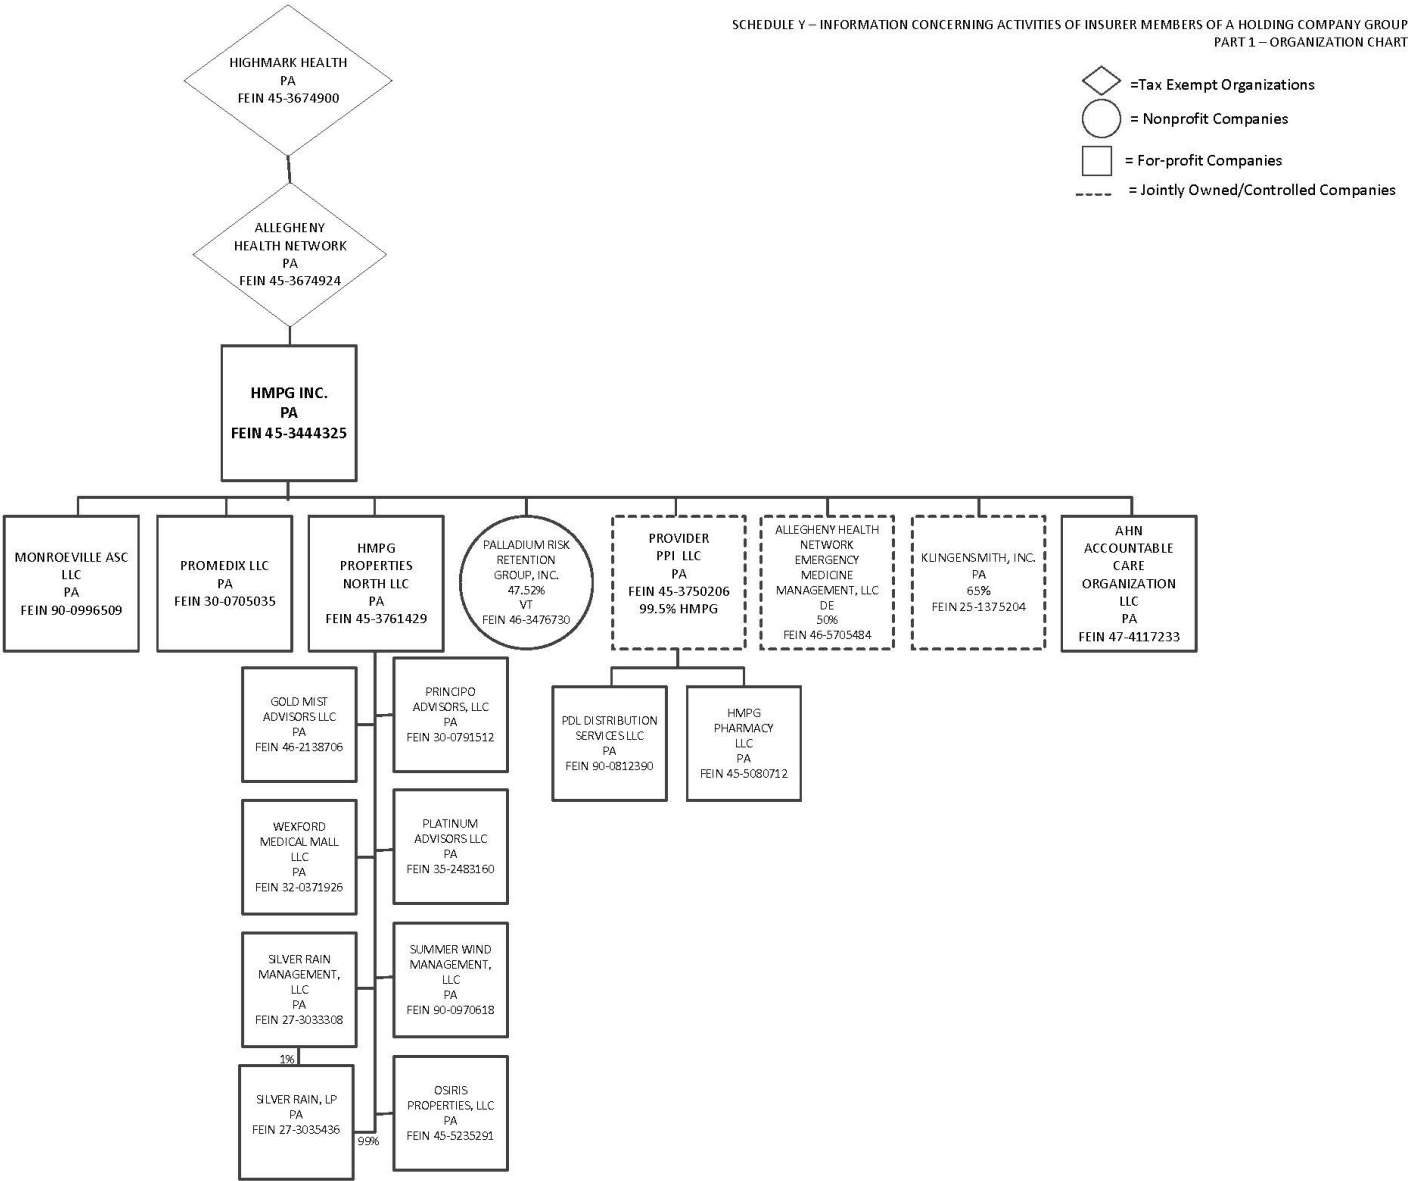 SCHEDULE Y – INFORMATION CONCERNING ACTIVITIES OF INSURER MEMBERS OF A HOLDING COMPANY GROUP
PART 1 – ORGANIZATION CHART
=Tax Exempt Organizations
= Nonprofit Companies
= For-profit Companies
= Jointly Owned/Controlled Companies
HIGHMARK HEALTH
PA
FEIN 45-3674900
ALLEGHENY
HEALTH NETWORK
PA
FEIN 45-3674924
HMPG INC.
PA
FEIN 45-3444325
MONROEVILLE ASC
LLC
PA
FEIN 90-0996509
PROMEDIX LLC
PA
FEIN 30-0705035
HMPG
PROPERTIES
NORTH LLC
PA
FEIN 45-3761429
PALLADIUM RISK
RETENTION
GROUP, INC.
47.52%
VT
FEIN 46-3476730
PROVIDER
PPI LLC
PA
FEIN 45-3750206
99.5% HMPG
ALLEGHENY HEALTH
NETWORK
EMERGENCY
MEDICINE
MANAGEMENT, LLC
DE
50%
FEIN 46-5705484
KLINGENSMITH, INC.
PA
65%
FEIN 25-1375204
AHN
ACCOUNTABLE
CARE
ORGANIZATION
LLC
PA
FEIN 47-4117233
GOLD MIST
ADVISORS LLC
PA
FEIN 46-2138706
PRINCIPO
ADVISORS, LLC
PA
FEIN 30-0791512
PDL DISTRIBUTION
SERVICES LLC
PA
FEIN 90-0812390
HMPG
PHARMACY
LLC
PA
FEIN 45-5080712
WEXFORD
MEDICAL MALL
LLC
PA
FEIN 32-0371926
PLATINUM
ADVISORS LLC
PA
FEIN 35-2483160
SILVER RAIN
MANAGEMENT,
LLC
PA
FEIN 27-3033308
SUMMER WIND
MANAGEMENT,
LLC
PA
FEIN 90-0970618
1%
SILVER RAIN, LP
PA
FEIN 27-3035436
99%
OSIRIS
PROPERTIES, LLC
PA
FEIN 45-5235291